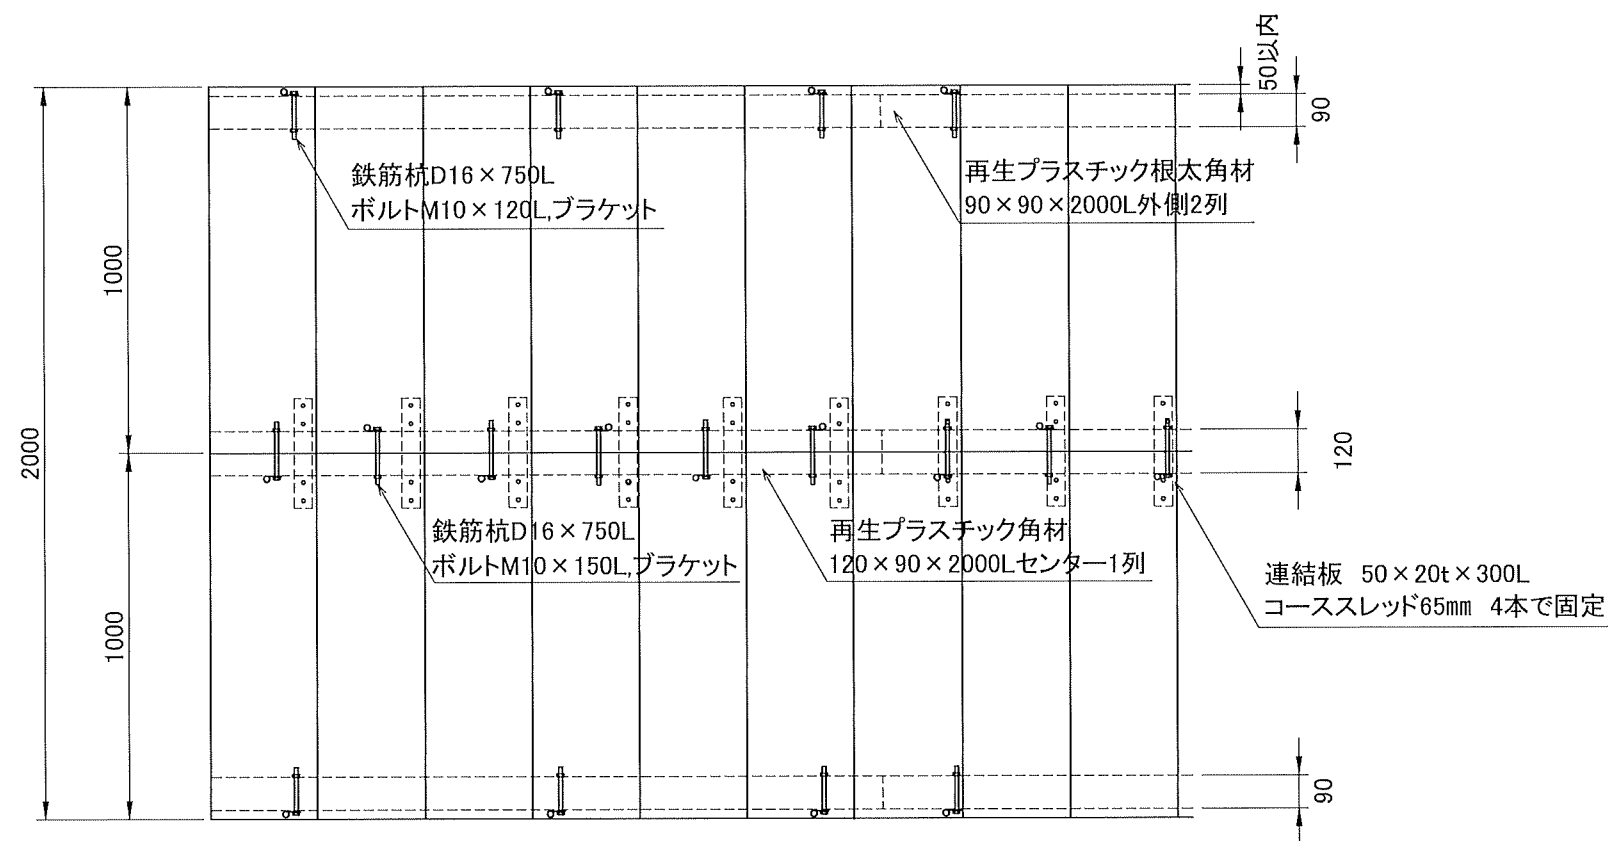 50以内
90
鉄筋杭D16×750L
ボルトM10×120L,ブラケット
再生プラスチック根太角材
90×90×2000L外側2列
1000
2000
120
鉄筋杭D16×750L
ボルトM10×150L,ブラケット
再生プラスチック角材
120×90×2000Lセンター1列
連結板 50×20t×300L
コーススレッド65mm 4本で固定
1000
90